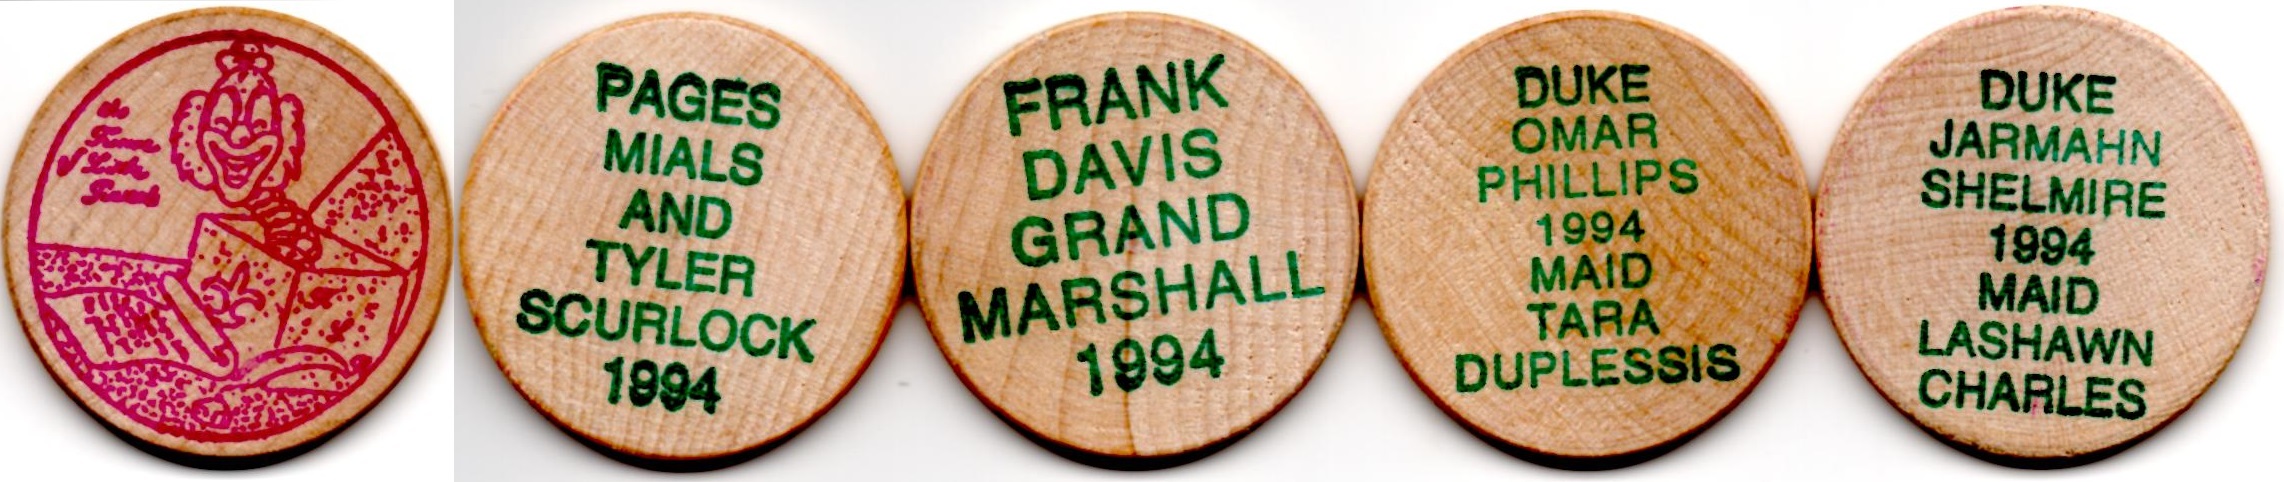 the
PAGES
MIALS
AND
TYLER
SCURLOCK
1994
FRANK
DAVIS
GRAND
MARSHALL
1994
DUKE
OMAR
PHILLIPS
1994
MAID
TARA
DUPLESSIS
DUKE
JARMAHN
SHELMIRE
1994
MAID
LASHAWN
CHARLES